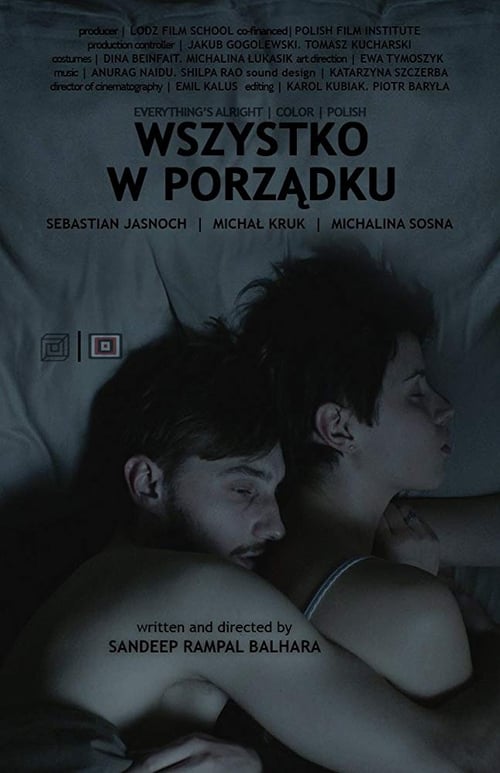 producer | LODZ FILM SCHOOL co-financed | POLISH FILM INSTITUTE
production controller | JAKUB GOGOLEWSKI. TOMASZ KUCHARSKI
costumes | DINA BEINFAIT. MICHALINA ŁUKASIK art direction | EWA TYMOSZYK
music | ANURAG NAIDU. SHILPA RAO sound design | KATARZYNA SZCZERBA
director of cinematography | EMIL KALUS editing | KAROL KUBIAK. PIOTR BARYŁA
EVERYTHING'S ALRIGHT | COLOR | POLISH
WSZYSTKO
W PORZĄDKU
SEBASTIAN JASNOCH | MICHAŁ KRUK | MICHALINA SOSNA
written and directed by
SANDEEP RAMPAL BALHARA